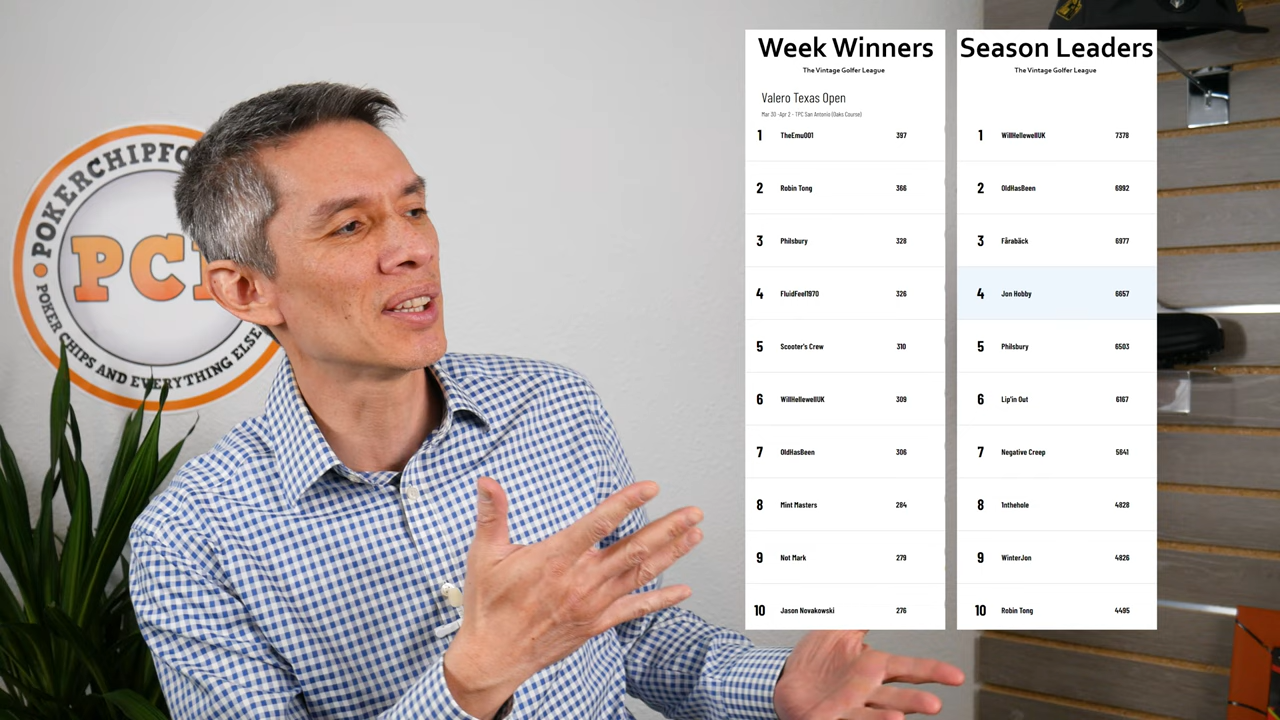 POKERCHIPFO
PC
POKER CHIPS AND EVERYTHING ELSE
Week Winners
The Vintage Golfer League
Valero Texas Open
Mar 30 -Apr 2 - TPC San Antonio (Oaks Course)
1 TheEmu001 397
2 Robin Tong 366
3 Philsbury 328
4 FluidFeel1970 326
5 Scooter's Crew 310
6 WillHellewellUK 309
7 OldHasBeen 306
8 Mint Masters 284
9 Not Mark 279
10 Jason Novakowski 276
Season Leaders
The Vintage Golfer League
1 WillHellewellUK 7378
2 OldHasBeen 6992
3 Fårabäck 6977
4 Jon Hobby 6657
5 Philsbury 6503
6 Lip'in Out 6167
7 Negative Creep 5641
8 1nthehole 4828
9 WinterJon 4826
10 Robin Tong 4495